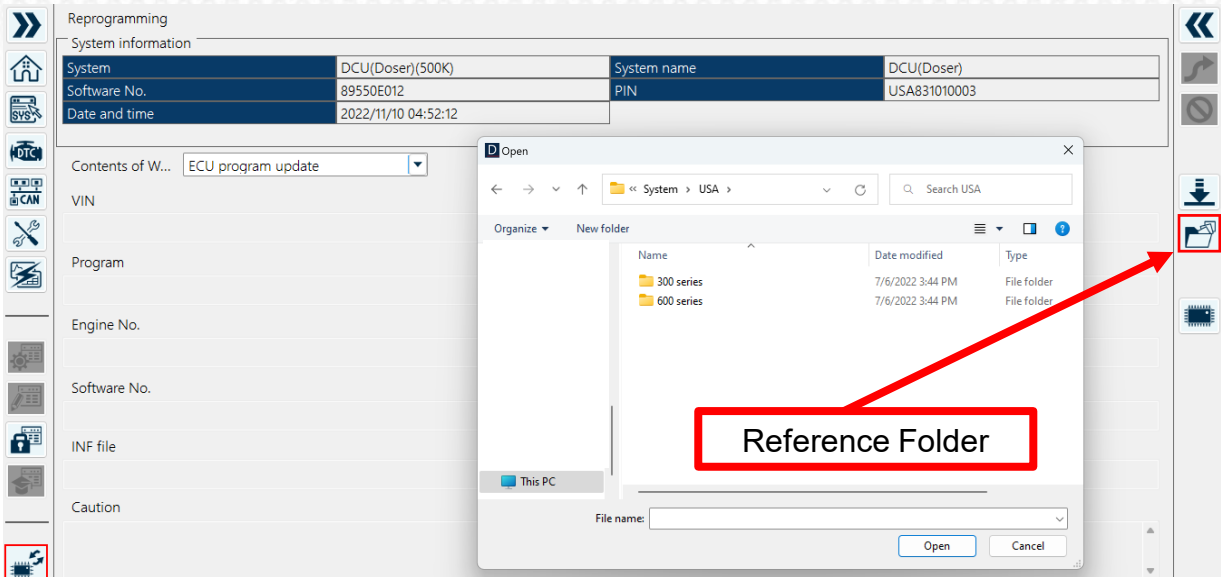 Reprogramming
System information
System DCU(Doser)(500K) System name DCU(Doser)
Software No. 89550E012 PIN USA831010003
Date and time 2022/11/10 04:52:12
SYS
DTC
CAN
Contents of W... ECU program update
VIN
Program
Engine No.
Software No.
INF file
Caution
D Open
« System › USA › Search USA
Organize New folder ?
Name Date modified Type
300 series 7/6/2022 3:44 PM File folder
600 series 7/6/2022 3:44 PM File folder
Reference Folder
This PC
File name:
Open Cancel